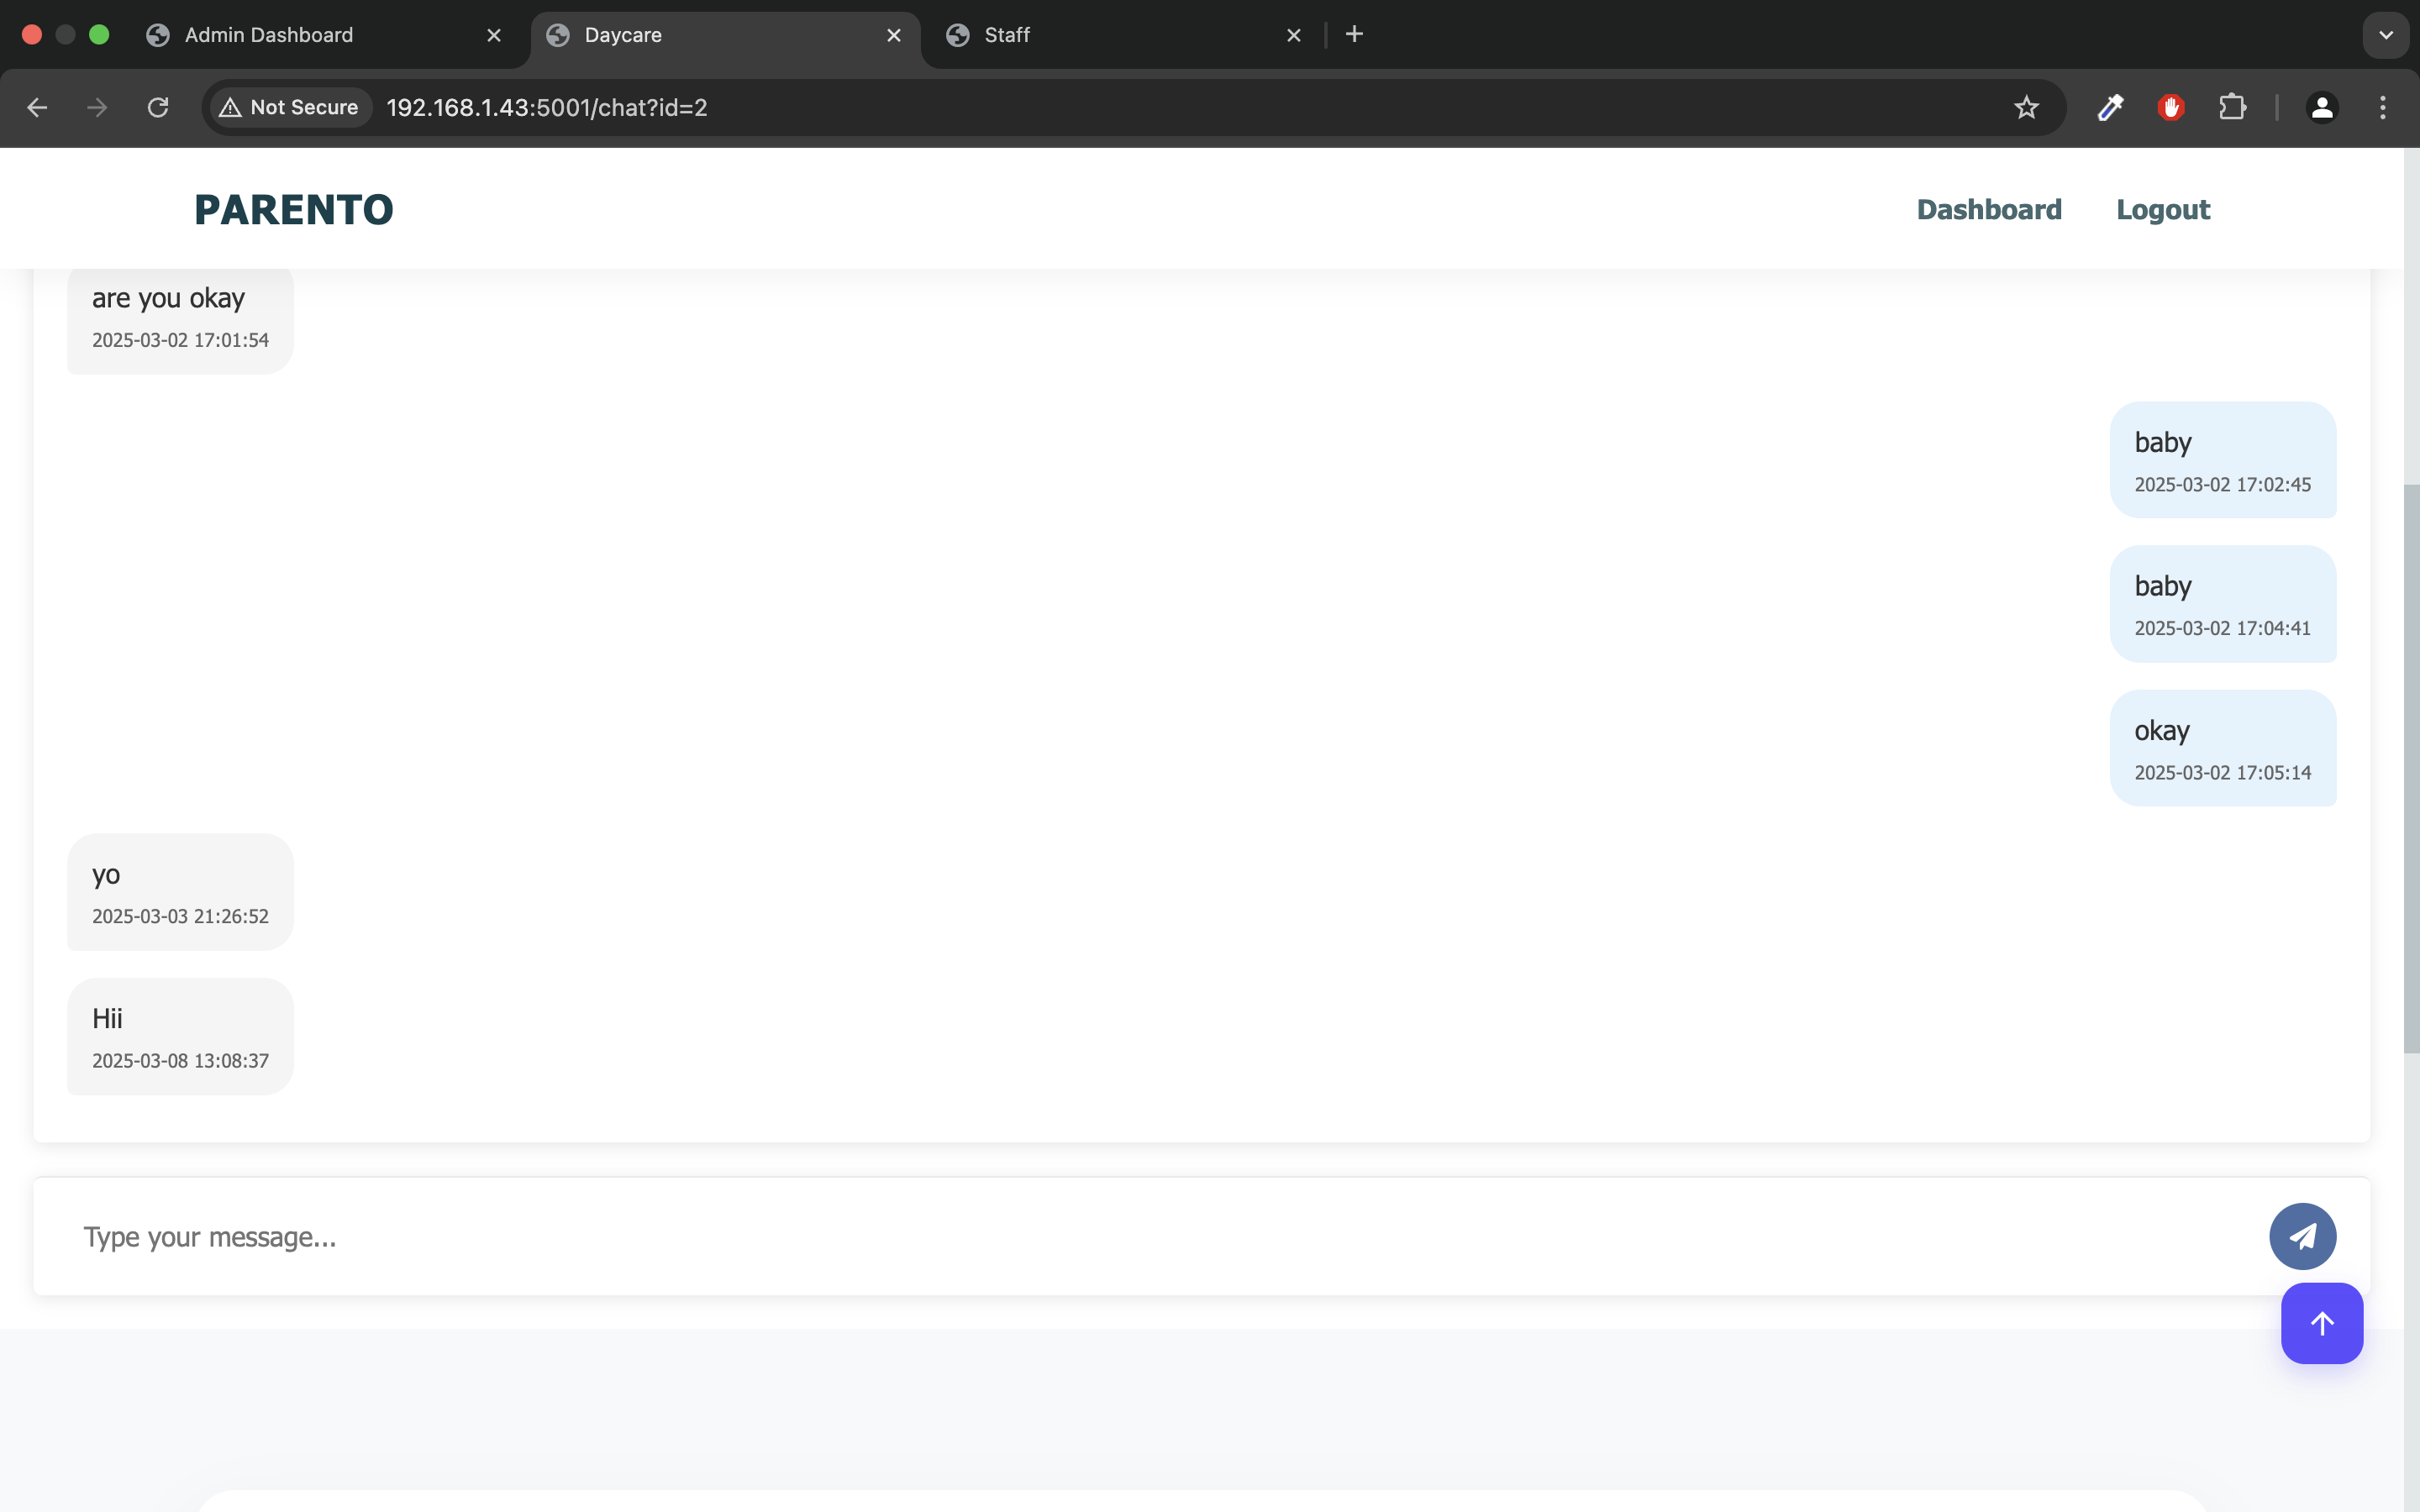 Admin Dashboard
Daycare
Staff
Not Secure
192.168.1.43:5001/chat?id=2
PARENTO
Dashboard
Logout
are you okay
2025-03-02 17:01:54
baby
2025-03-02 17:02:45
baby
2025-03-02 17:04:41
okay
2025-03-02 17:05:14
yo
2025-03-03 21:26:52
Hii
2025-03-08 13:08:37
Type your message...